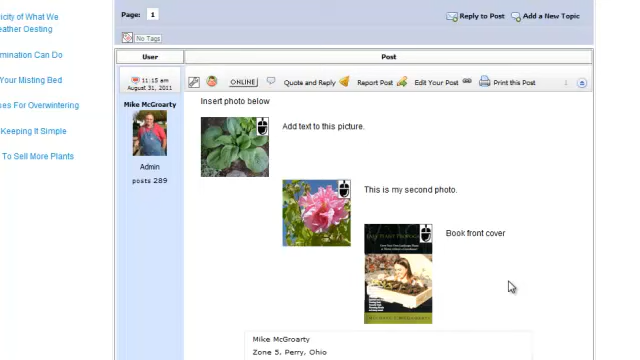 Page: 1
Reply to Post
Add a New Topic
icity of What We
eather Oesting
No Tags
mination Can Do
User
Post
Your Misting Bed
11:15 am
August 31, 2011
ONLINE
Quote and Reply
Report Post
Edit Your Post
Print this Post
ses For Overwintering
Mike McGroarty
Insert photo below
Keeping It Simple
Add text to this picture.
To Sell More Plants
Admin
posts 289
This is my second photo.
Book front cover
Mike McGroarty
Zone 5, Perry, Ohio